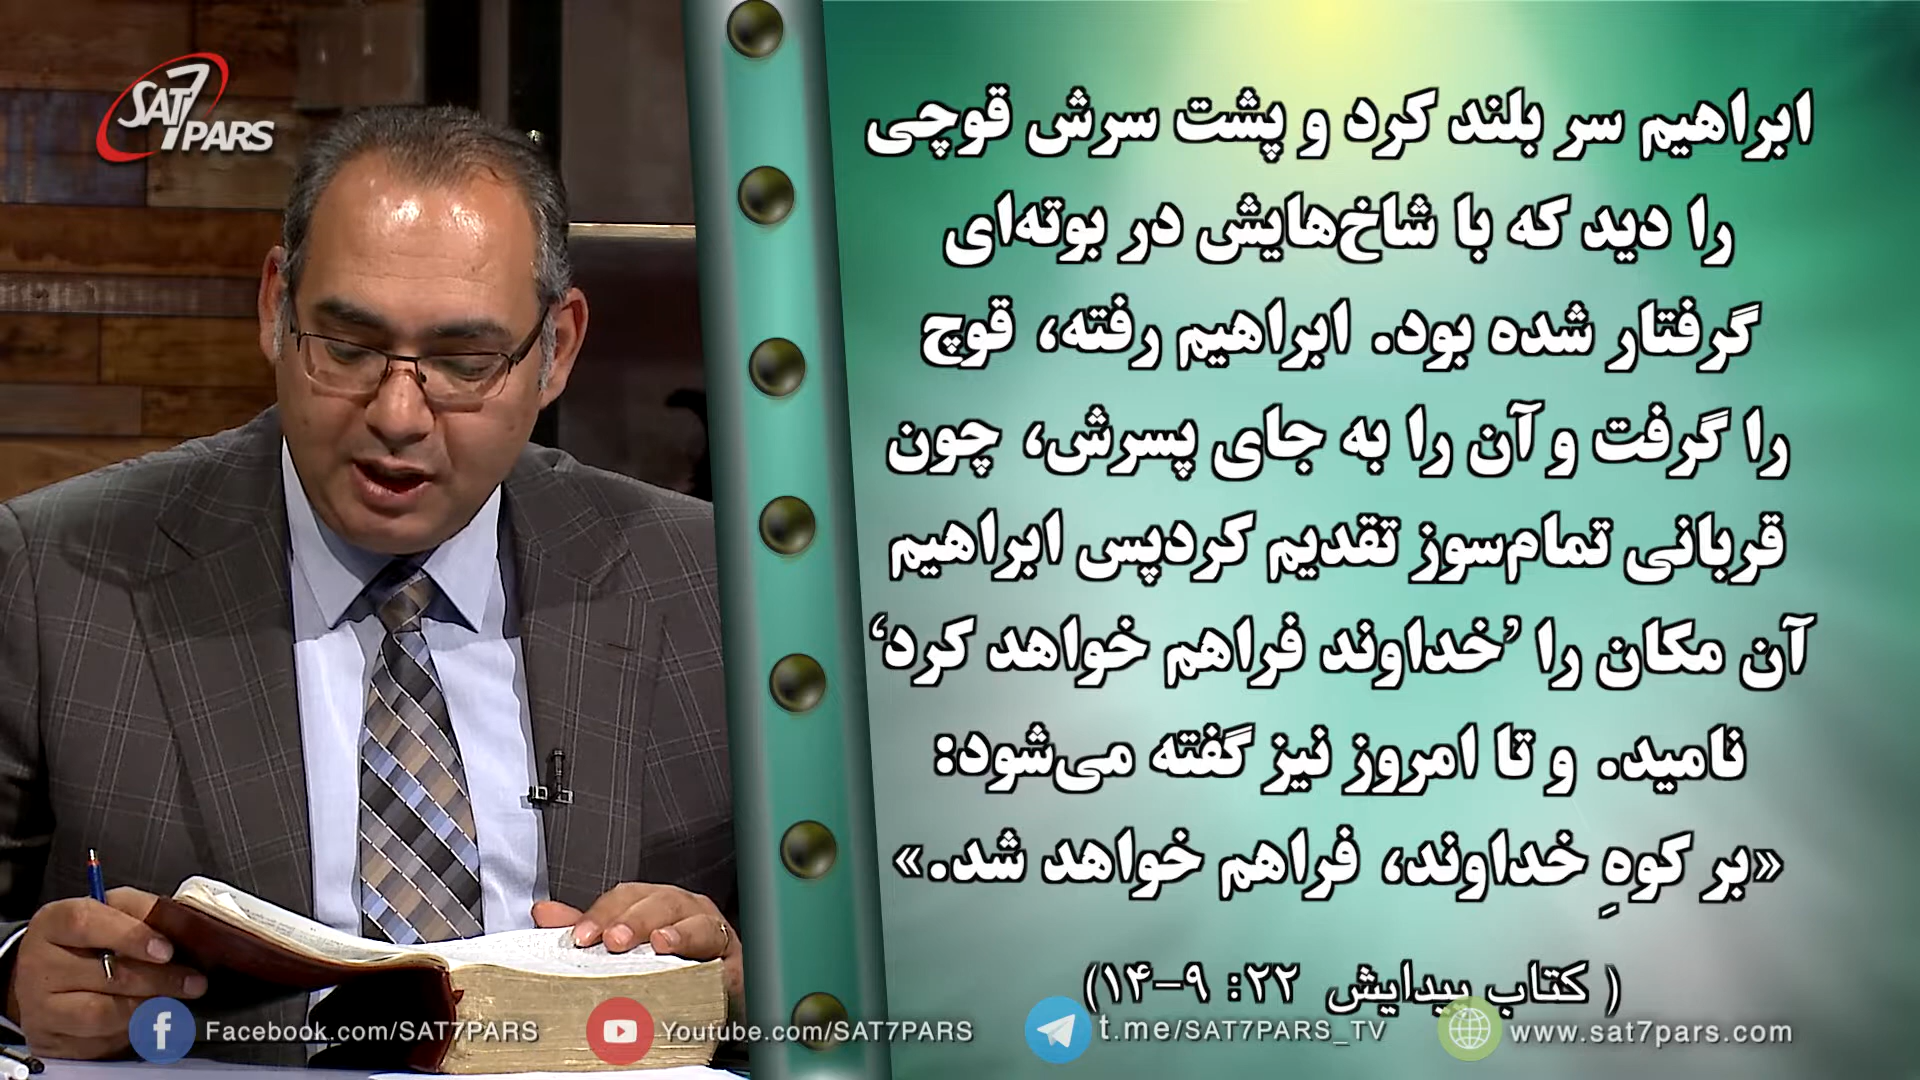 SAT7
PARS
ابراهیم سر بلند کرد و پشت سرش قوچی
را دید که با شاخ‌هایش در بوته‌ای
گرفتار شده بود. ابراهیم رفته، قوچ
را گرفت و آن را به جای پسرش، چون
قربانی تمام‌سوز تقدیم کردپس ابراهیم
آن مکان را ’خداوند فراهم خواهد کرد‘
نامید. و تا امروز نیز گفته می‌شود:
«بر کوهِ خداوند، فراهم خواهد شد.»
( کتاب پیدایش ۲۲: ۹-۱۴)
Facebook.com/SAT7PARS
Youtube.com/SAT7PARS
t.me/SAT7PARS_TV
www.sat7pars.com